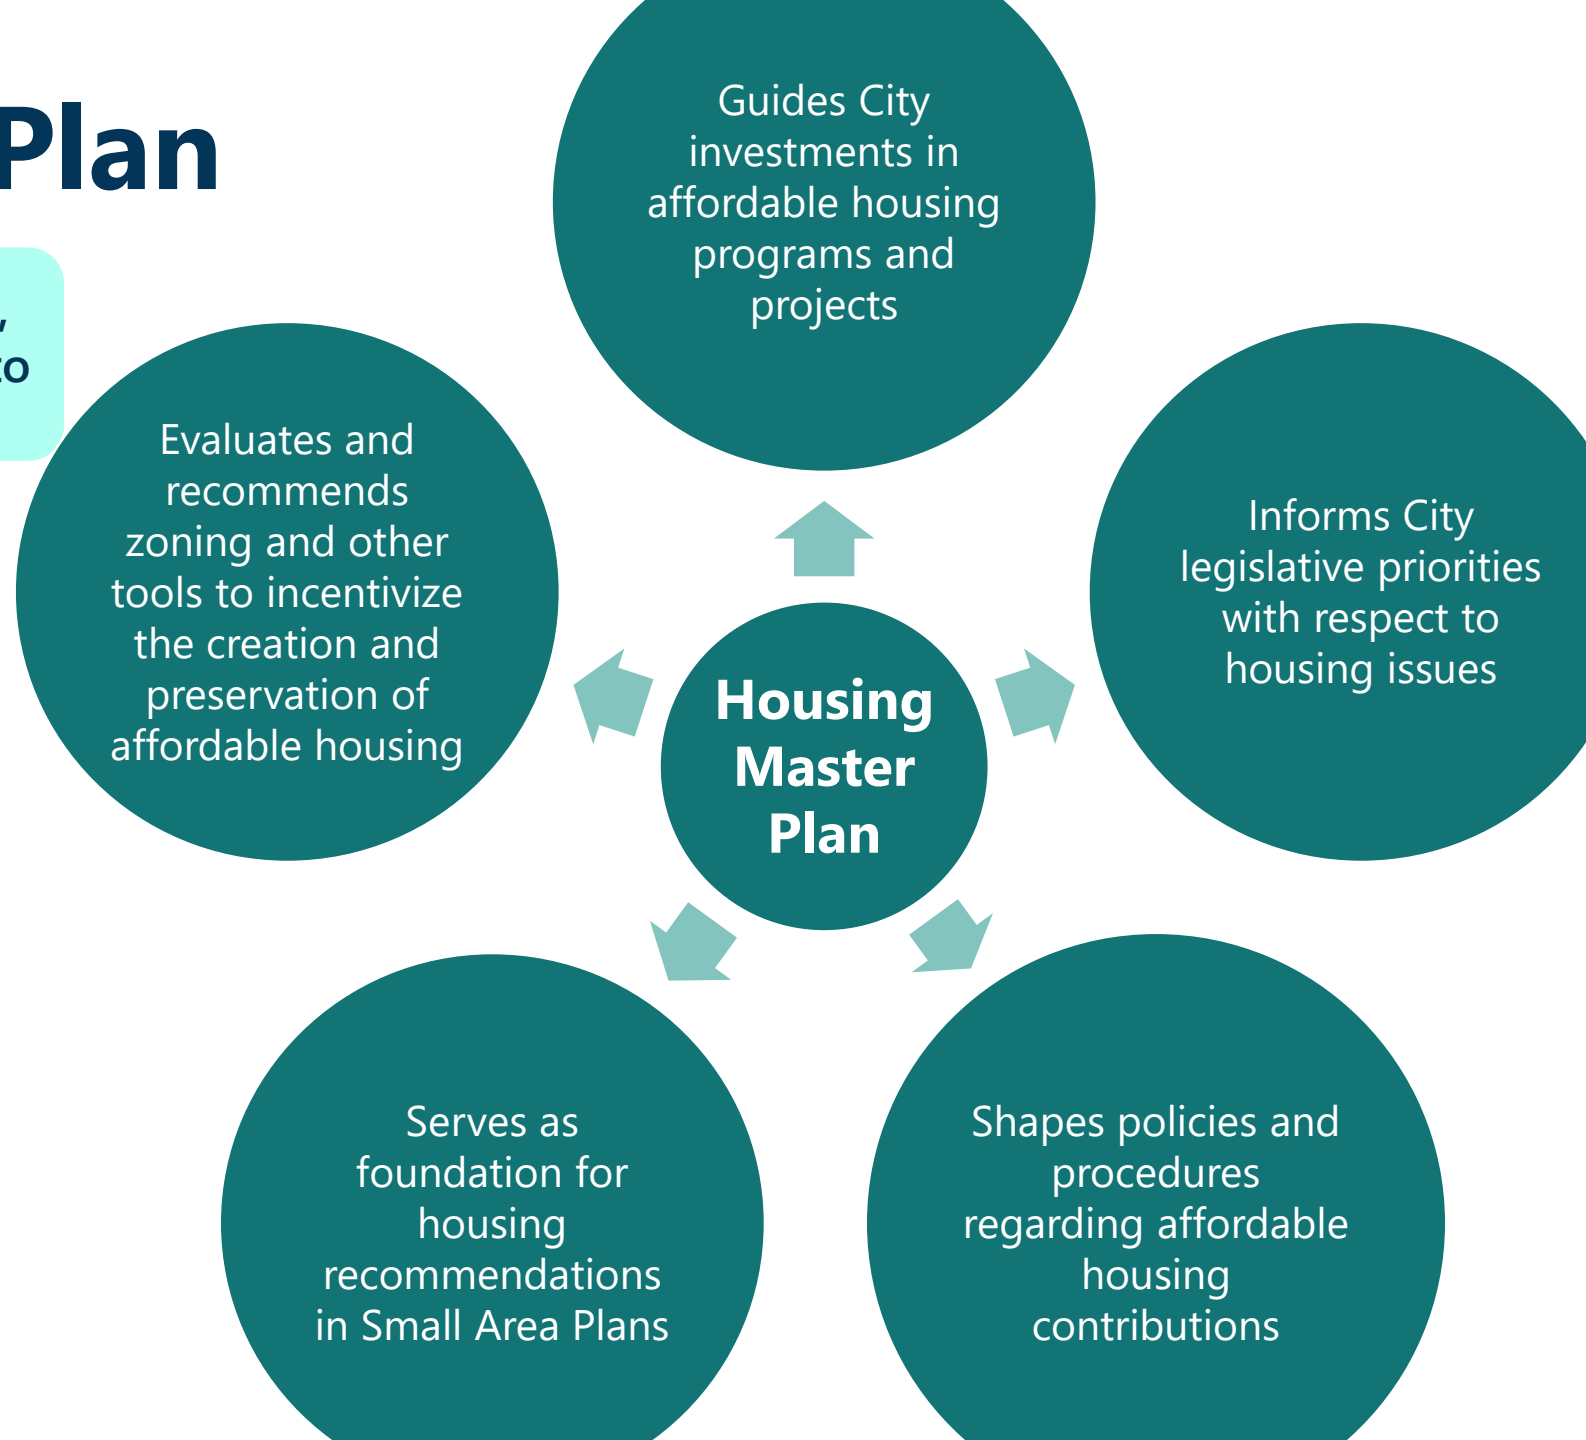 Plan
,
to
Guides City
investments in
affordable housing
programs and
projects
Informs City
legislative priorities
with respect to
housing issues
Shapes policies and
procedures
regarding affordable
housing
contributions
Serves as
foundation for
housing
recommendations
in Small Area Plans
Evaluates and
recommends
zoning and other
tools to incentivize
the creation and
preservation of
affordable housing
Housing
Master
Plan